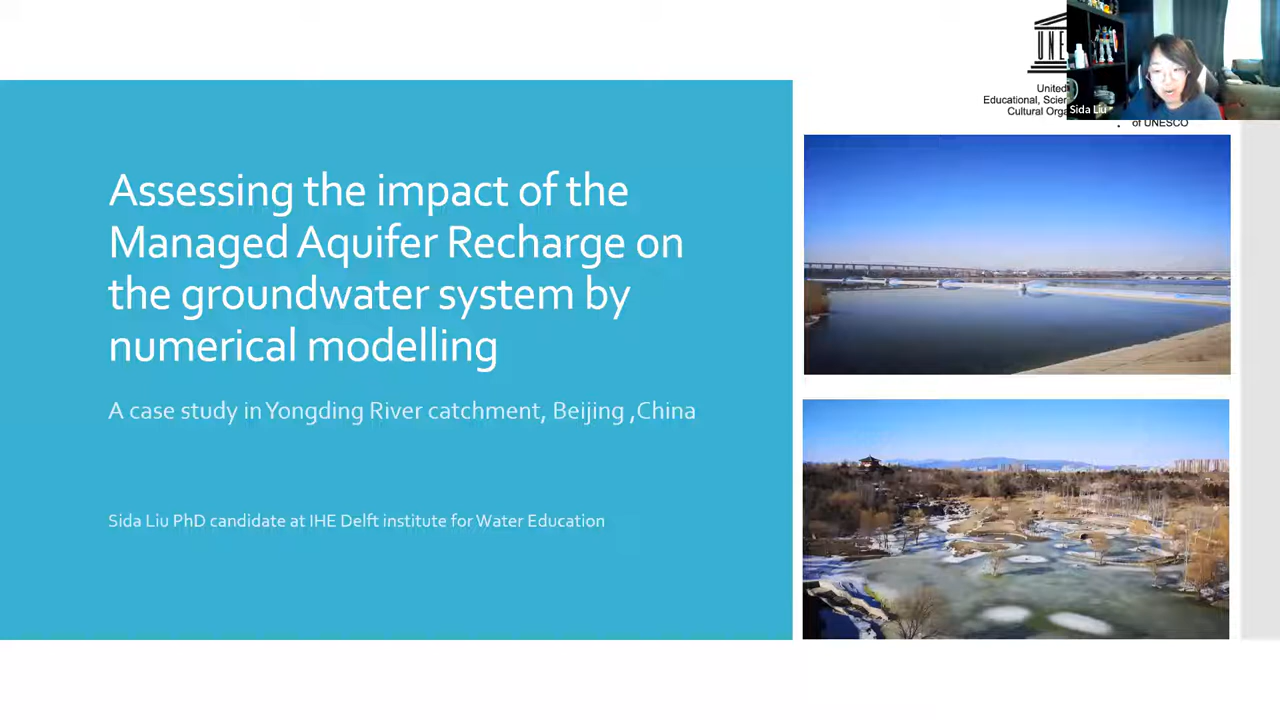 Assessing the impact of the
Managed Aquifer Recharge on
the groundwater system by
numerical modelling
A case study in Yongding River catchment, Beijing ,China
Sida Liu PhD candidate at IHE Delft institute for Water Education
UNE
United
Educational,
Cultural
of UNESCO
Sida Liu